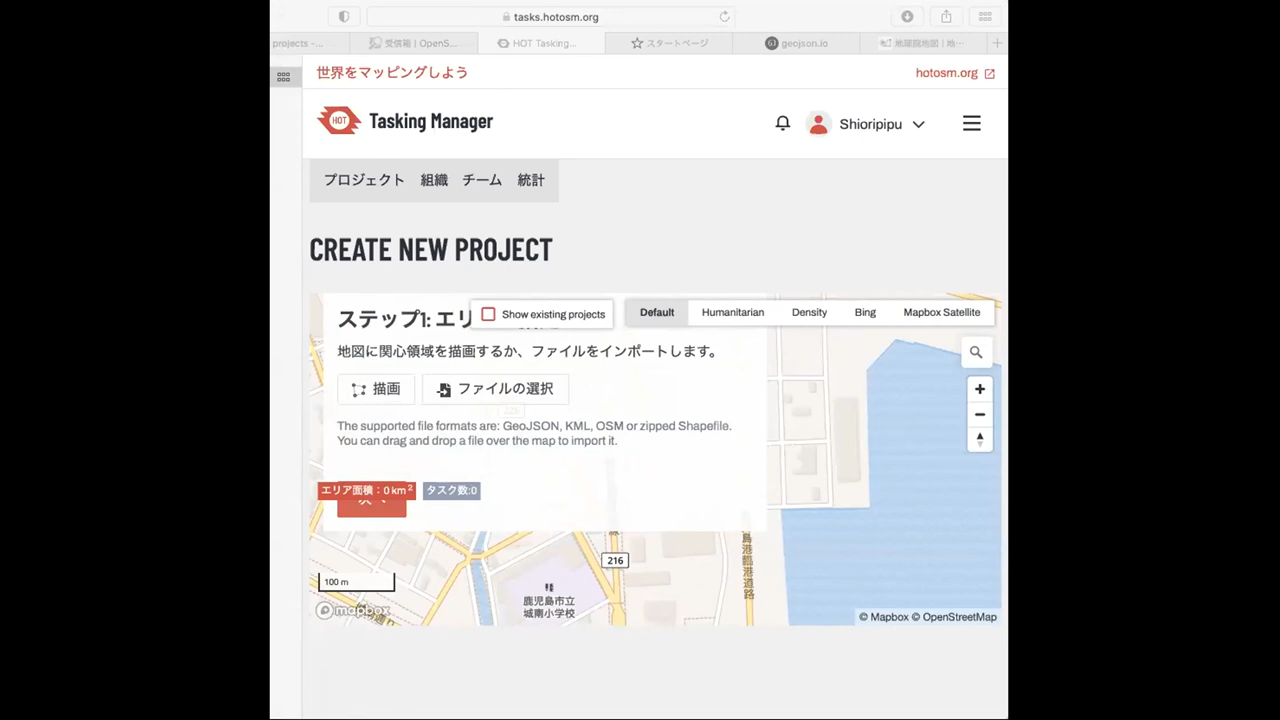 tasks.hotosm.org
projects -...
受信箱 | OpenS...
HOT Tasking...
スタートページ
geojson.io
世界をマッピングしよう
hotosm.org
HOT
Tasking Manager
Shioripipu
プロジェクト 組織 チーム 統計
CREATE NEW PROJECT
ステップ1: エリ
Show existing projects
Default Humanitarian Density Bing Mapbox Satellite
地図に関心領域を描画するか、ファイルをインポートします。
描画
ファイルの選択
The supported file formats are: GeoJSON, KML, OSM or zipped Shapefile.
You can drag and drop a file over the map to import it.
エリア面積：0 km²
タスク数:0
216
島港臨港道路
100 m
鹿児島市立
城南小学校
mapbox
© Mapbox © OpenStreetMap